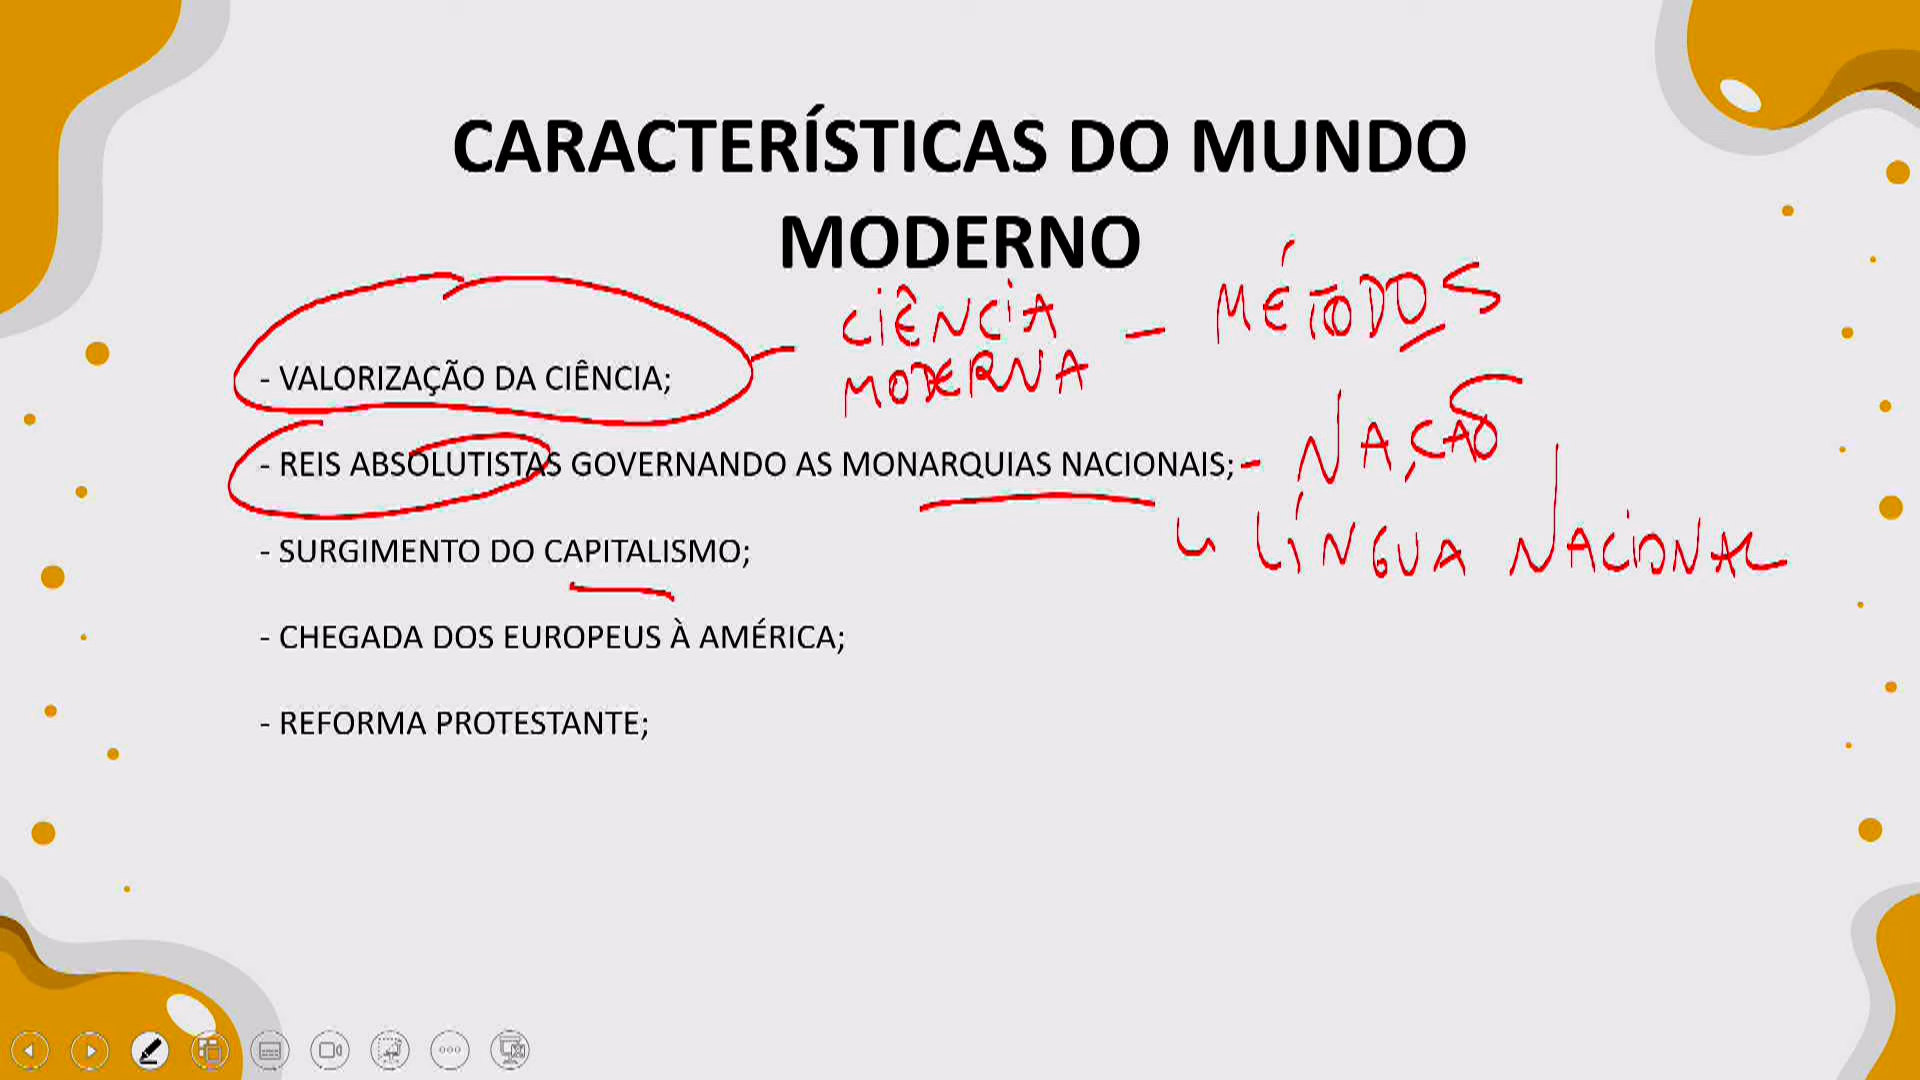 CARACTERÍSTICAS DO MUNDO
MODERNO
- VALORIZAÇÃO DA CIÊNCIA;
CIÊNCIA
MODERNA
- MÉTODOS
- REIS ABSOLUTISTAS GOVERNANDO AS MONARQUIAS NACIONAIS;
- NAÇÃO
LÍNGUA NACIONAL
- SURGIMENTO DO CAPITALISMO;
- CHEGADA DOS EUROPEUS À AMÉRICA;
- REFORMA PROTESTANTE;